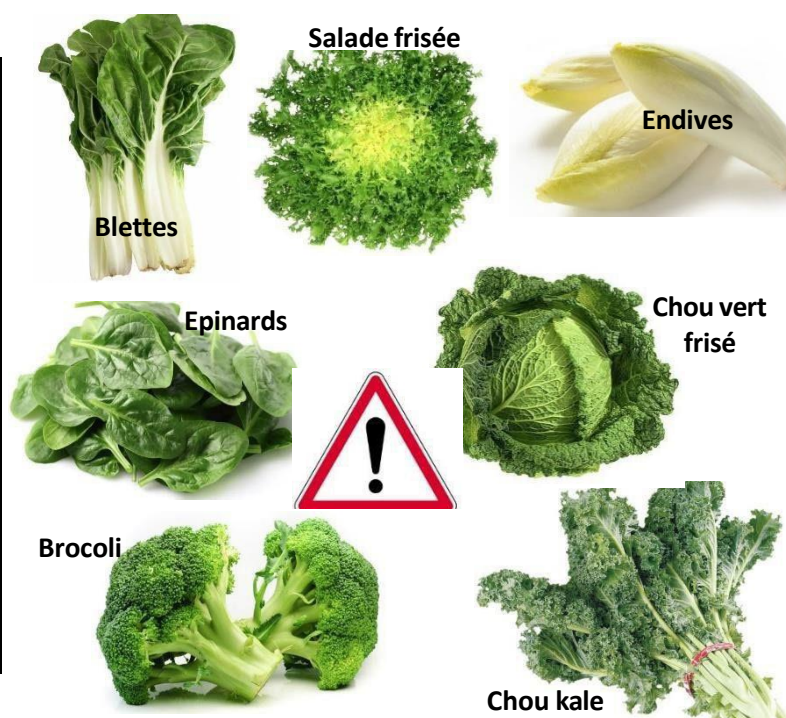 Salade frisée
Endives
Blettes
Epinards
Chou vert
frisé
Brocoli
Chou kale